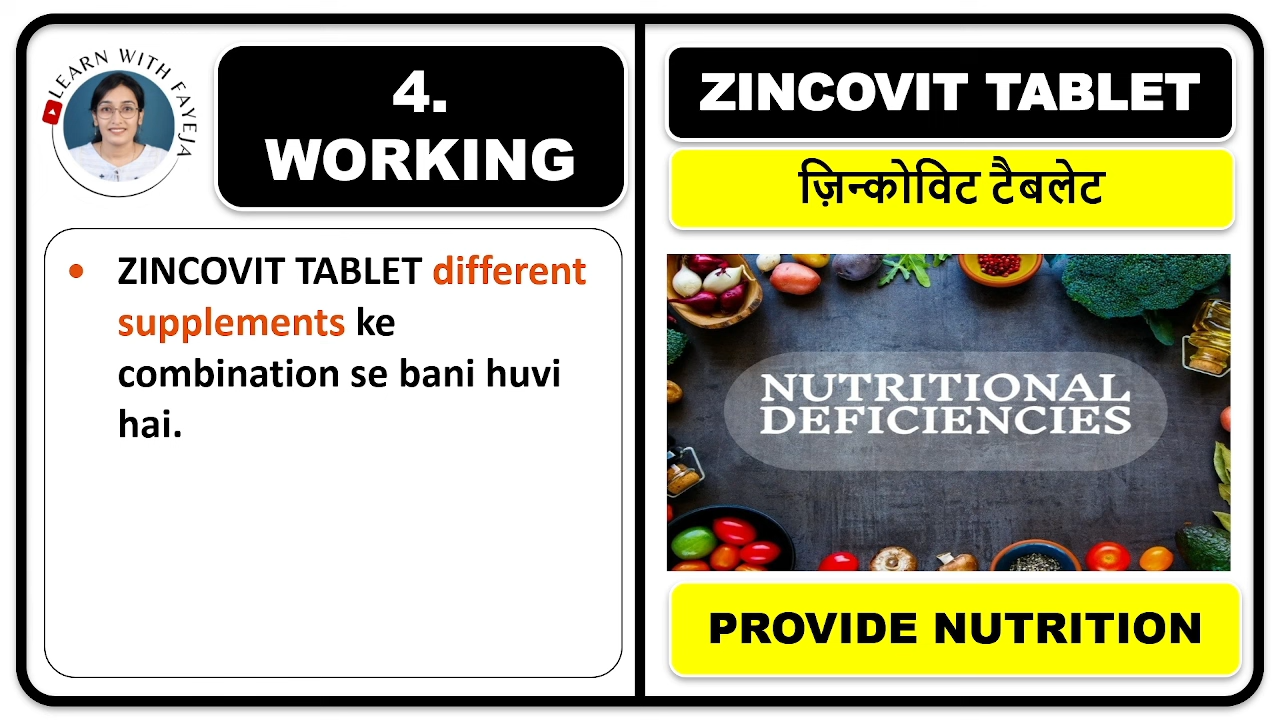 LEARN WITH FAYEJA
4.
WORKING
• ZINCOVIT TABLET different
supplements ke
combination se bani huvi
hai.
ZINCOVIT TABLET
ज़िन्कोविट टैबलेट
NUTRITIONAL
DEFICIENCIES
PROVIDE NUTRITION